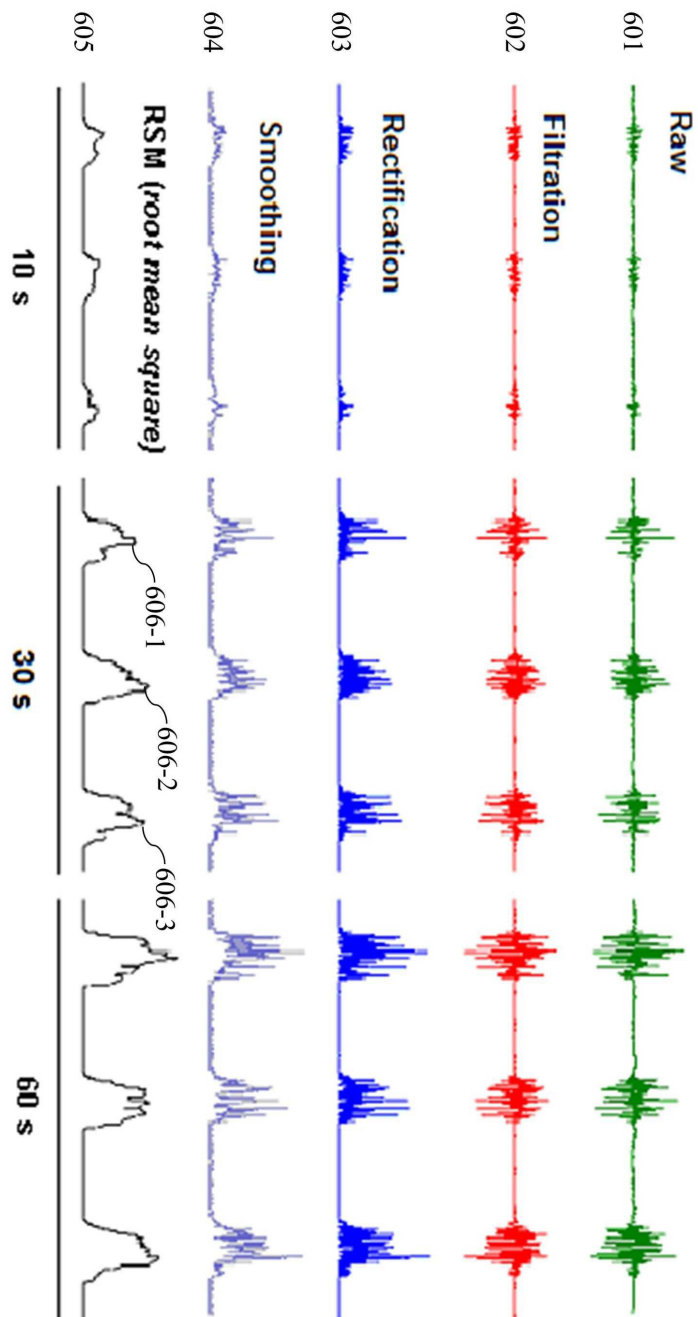 601
Raw
602
Filtration
603
Rectification
604
Smoothing
605
RSM (root mean square)
606-1
606-2
606-3
10 s
30 s
60 s